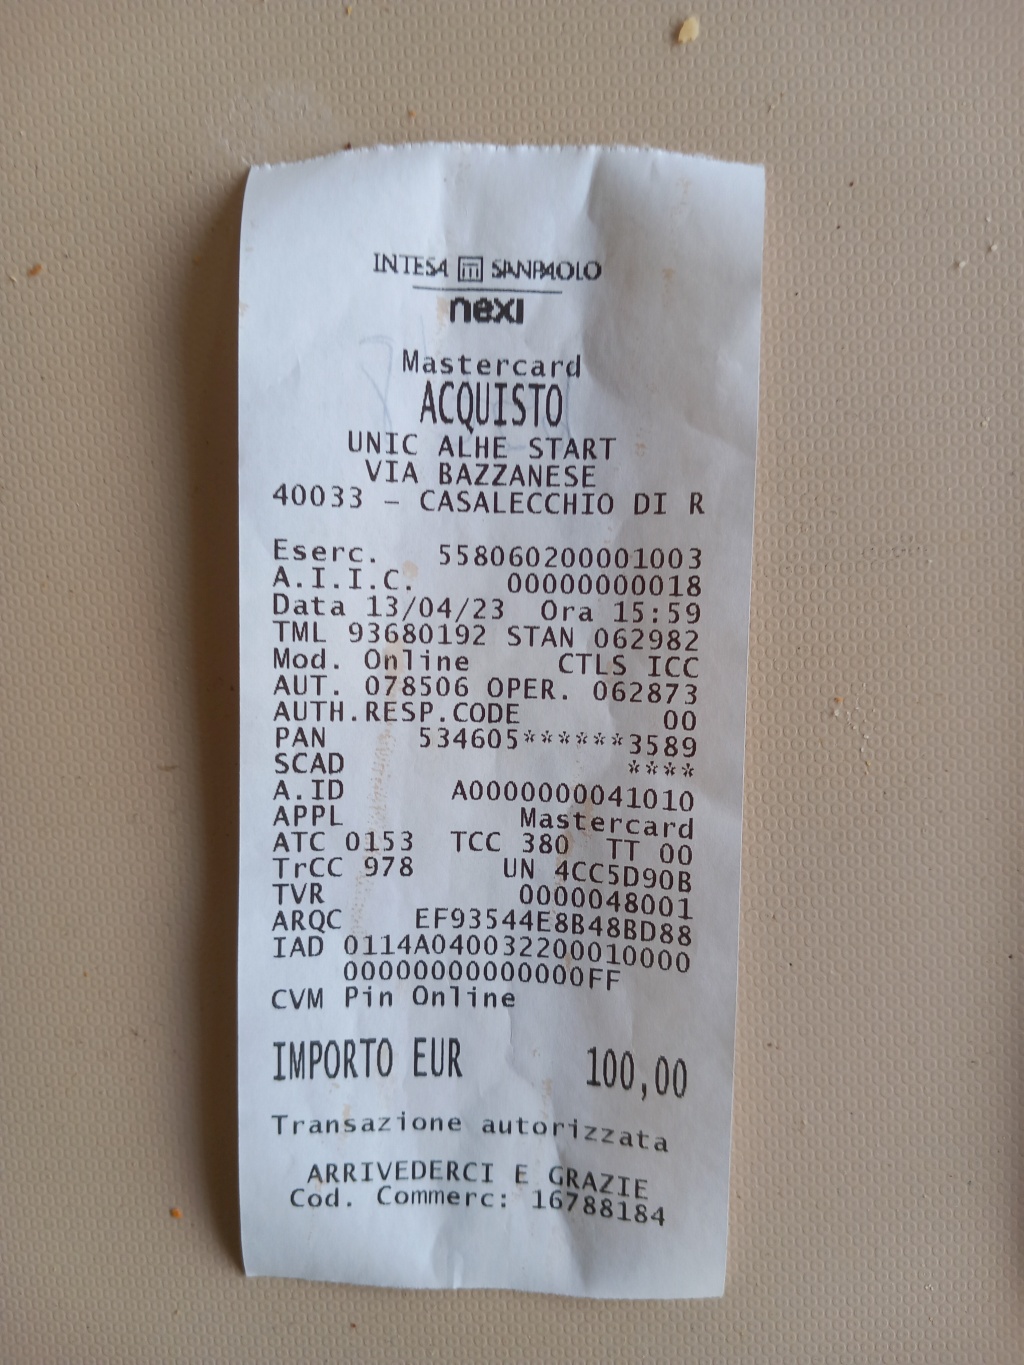 INTESA SANPAOLO
nexi
Mastercard
ACQUISTO
UNIC ALHE START
VIA BAZZANESE
40033 - CASALECCHIO DI R
Eserc. 558060200001003
A.I.I.C. 00000000018
Data 13/04/23 Ora 15:59
TML 93680192 STAN 062982
Mod. Online CTLS ICC
AUT. 078506 OPER. 062873
AUTH.RESP.CODE 00
PAN 534605******3589
SCAD ****
A.ID A0000000041010
APPL Mastercard
ATC 0153 TCC 380 TT 00
TrCC 978 UN 4CC5D90B
TVR 0000048001
ARQC EF93544E8B48BD88
IAD 0114A04003220001​0000
00000000000000FF
CVM Pin Online
IMPORTO EUR 100,00
Transazione autorizzata
ARRIVEDERCI E GRAZIE
Cod. Commerc: 16788184